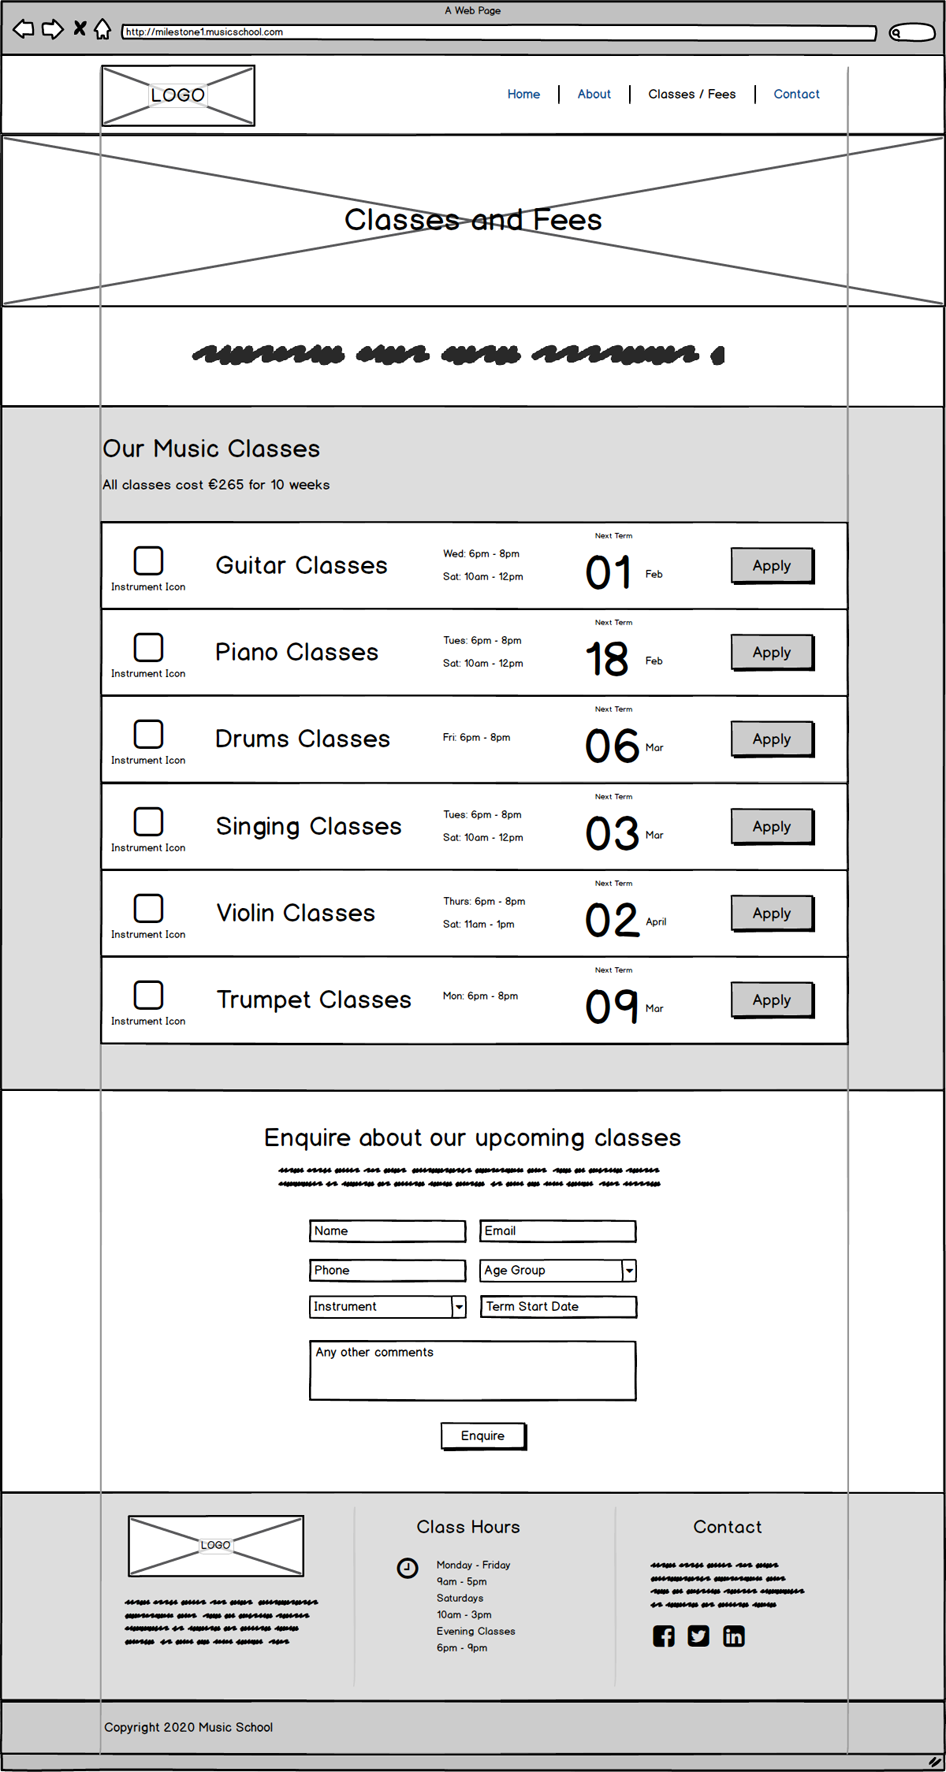 A Web Page
http://milestone1.musicschool.com
LOGO
Home
About
Classes / Fees
Contact
Classes and Fees
Our Music Classes
All classes cost €265 for 10 weeks
Instrument Icon
Guitar Classes
Wed: 6pm - 8pm
Sat: 10am - 12pm
Next Term
01 Feb
Apply
Instrument Icon
Piano Classes
Tues: 6pm - 8pm
Sat: 10am - 12pm
Next Term
18 Feb
Apply
Instrument Icon
Drums Classes
Fri: 6pm - 8pm
Next Term
06 Mar
Apply
Instrument Icon
Singing Classes
Tues: 6pm - 8pm
Sat: 10am - 12pm
Next Term
03 Mar
Apply
Instrument Icon
Violin Classes
Thurs: 6pm - 8pm
Sat: 11am - 1pm
Next Term
02 April
Apply
Instrument Icon
Trumpet Classes
Mon: 6pm - 8pm
Next Term
09 Mar
Apply
Enquire about our upcoming classes
Name
Email
Phone
Age Group
Instrument
Term Start Date
Any other comments
Enquire
LOGO
Class Hours
Monday - Friday
9am - 5pm
Saturdays
10am - 3pm
Evening Classes
6pm - 9pm
Contact
Copyright 2020 Music School